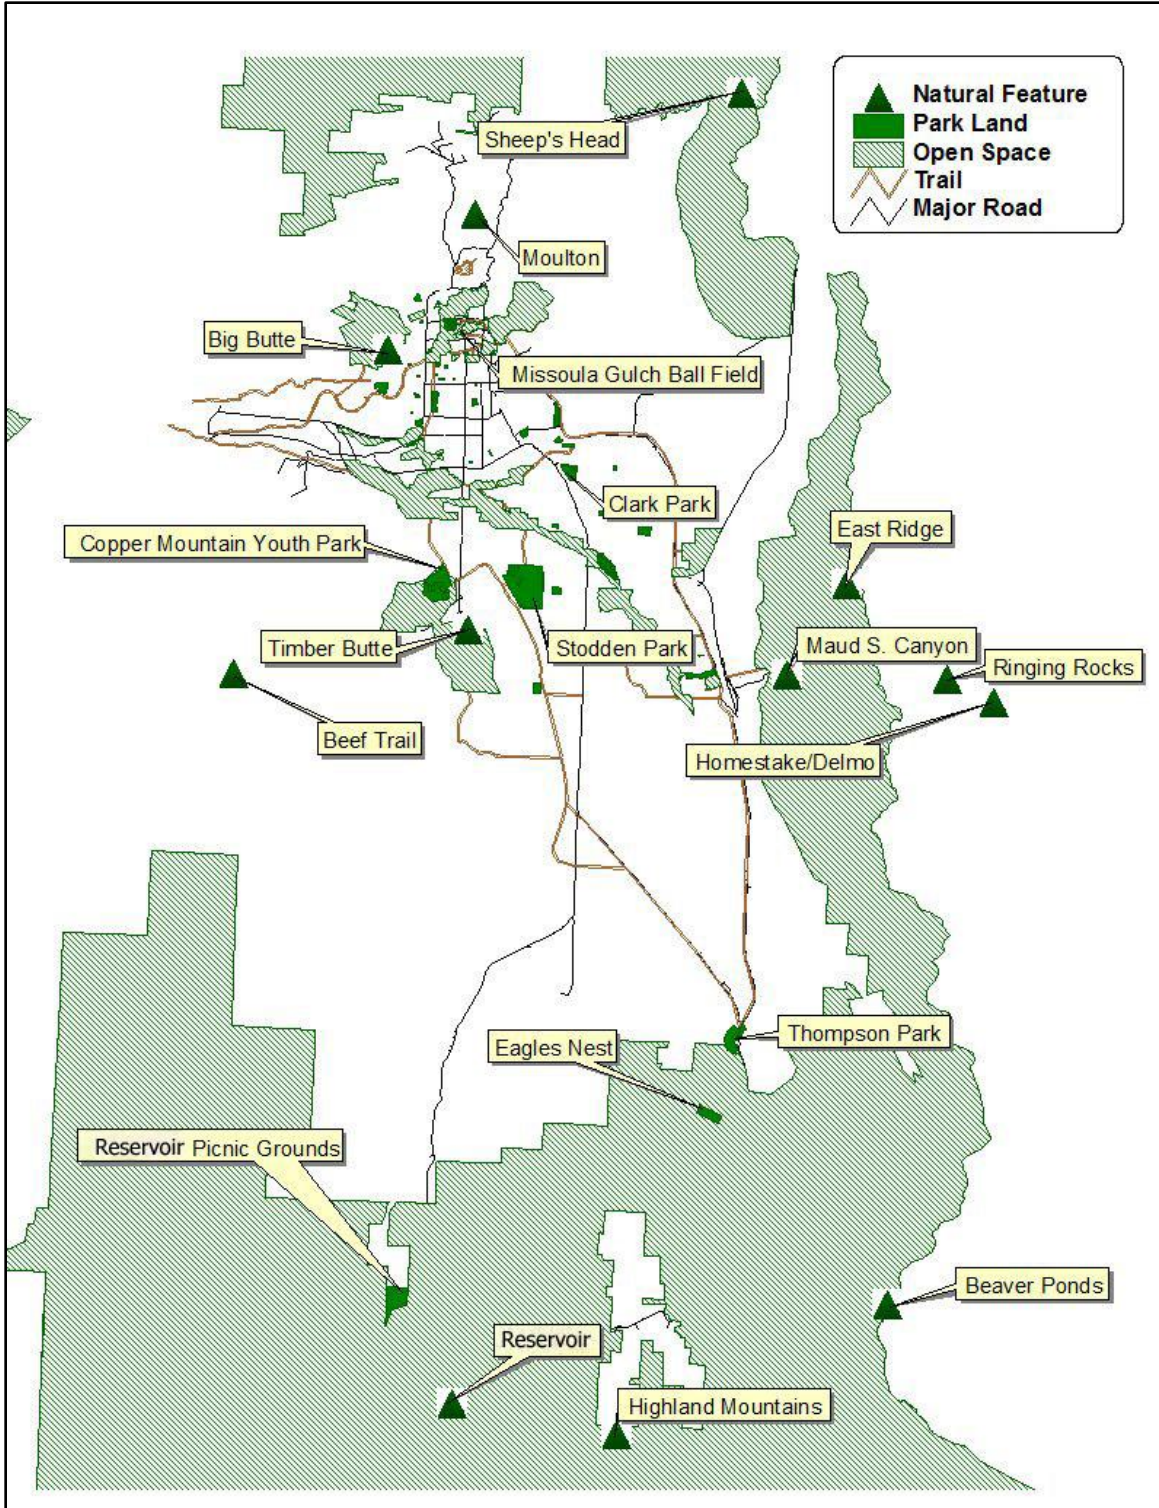 Natural Feature
Park Land
Open Space
Trail
Major Road
Sheep's Head
Moulton
Big Butte
Missoula Gulch Ball Field
Clark Park
East Ridge
Copper Mountain Youth Park
Timber Butte
Stodden Park
Maud S. Canyon
Ringing Rocks
Beef Trail
Homestake/Delmo
Thompson Park
Eagles Nest
Reservoir Picnic Grounds
Beaver Ponds
Reservoir
Highland Mountains